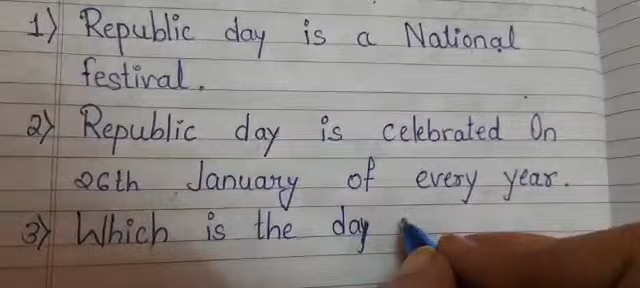 1) Republic day is a National
festival.
2) Republic day is celebrated On
26th January of every year.
3) Which is the day